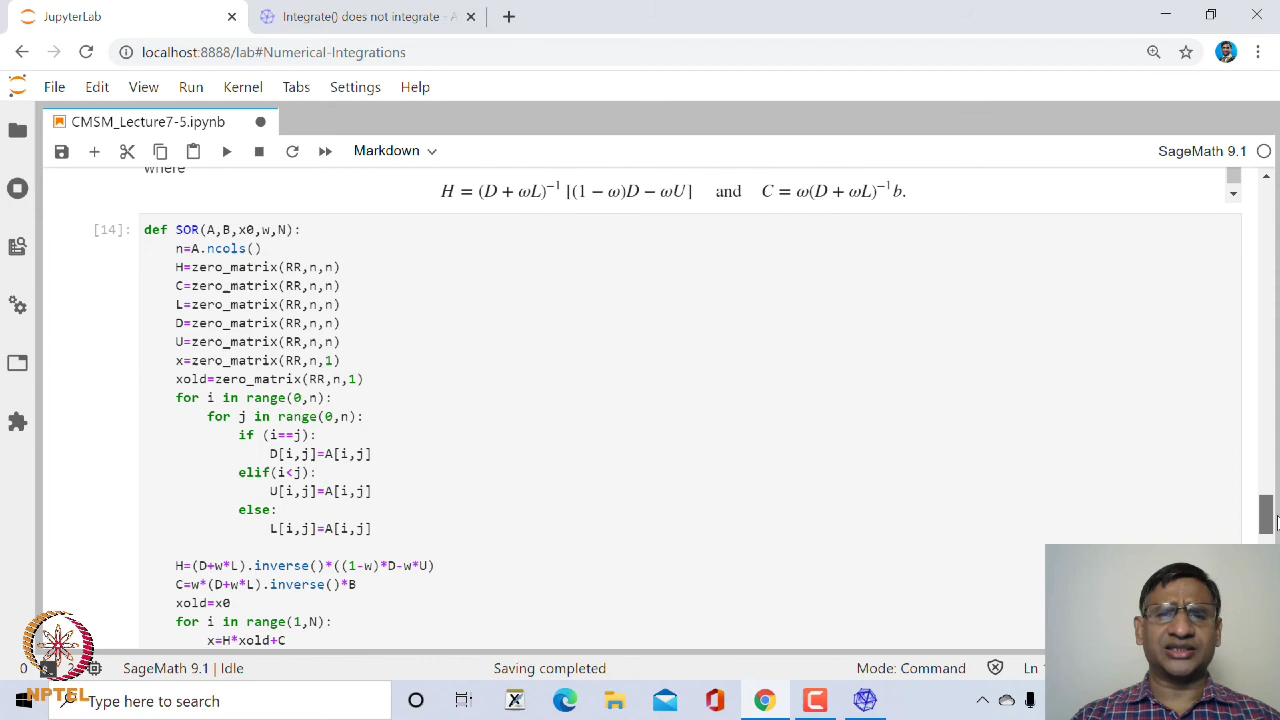 JupyterLab
Integrate() does not integrate - A
localhost:8888/lab#Numerical-Integrations
File Edit View Run Kernel Tabs Settings Help
CMSM_Lecture7-5.ipynb
Markdown
SageMath 9.1
where
H = (D + ωL)−1 [(1 − ω)D − ωU] and C = ω(D + ωL)−1b.
[14]: def SOR(A,B,x0,w,N):
n=A.ncols()
H=zero_matrix(RR,n,n)
C=zero_matrix(RR,n,n)
L=zero_matrix(RR,n,n)
D=zero_matrix(RR,n,n)
U=zero_matrix(RR,n,n)
x=zero_matrix(RR,n,1)
xold=zero_matrix(RR,n,1)
for i in range(0,n):
for j in range(0,n):
if (i==j):
D[i,j]=A[i,j]
elif(i<j):
U[i,j]=A[i,j]
else:
L[i,j]=A[i,j]
H=(D+w*L).inverse()*((1-w)*D-w*U)
C=w*(D+w*L).inverse()*B
xold=x0
for i in range(1,N):
x=H*xold+C
0
SageMath 9.1 | Idle
Saving completed
Mode: Command
Ln 1
NPTEL
Type here to search